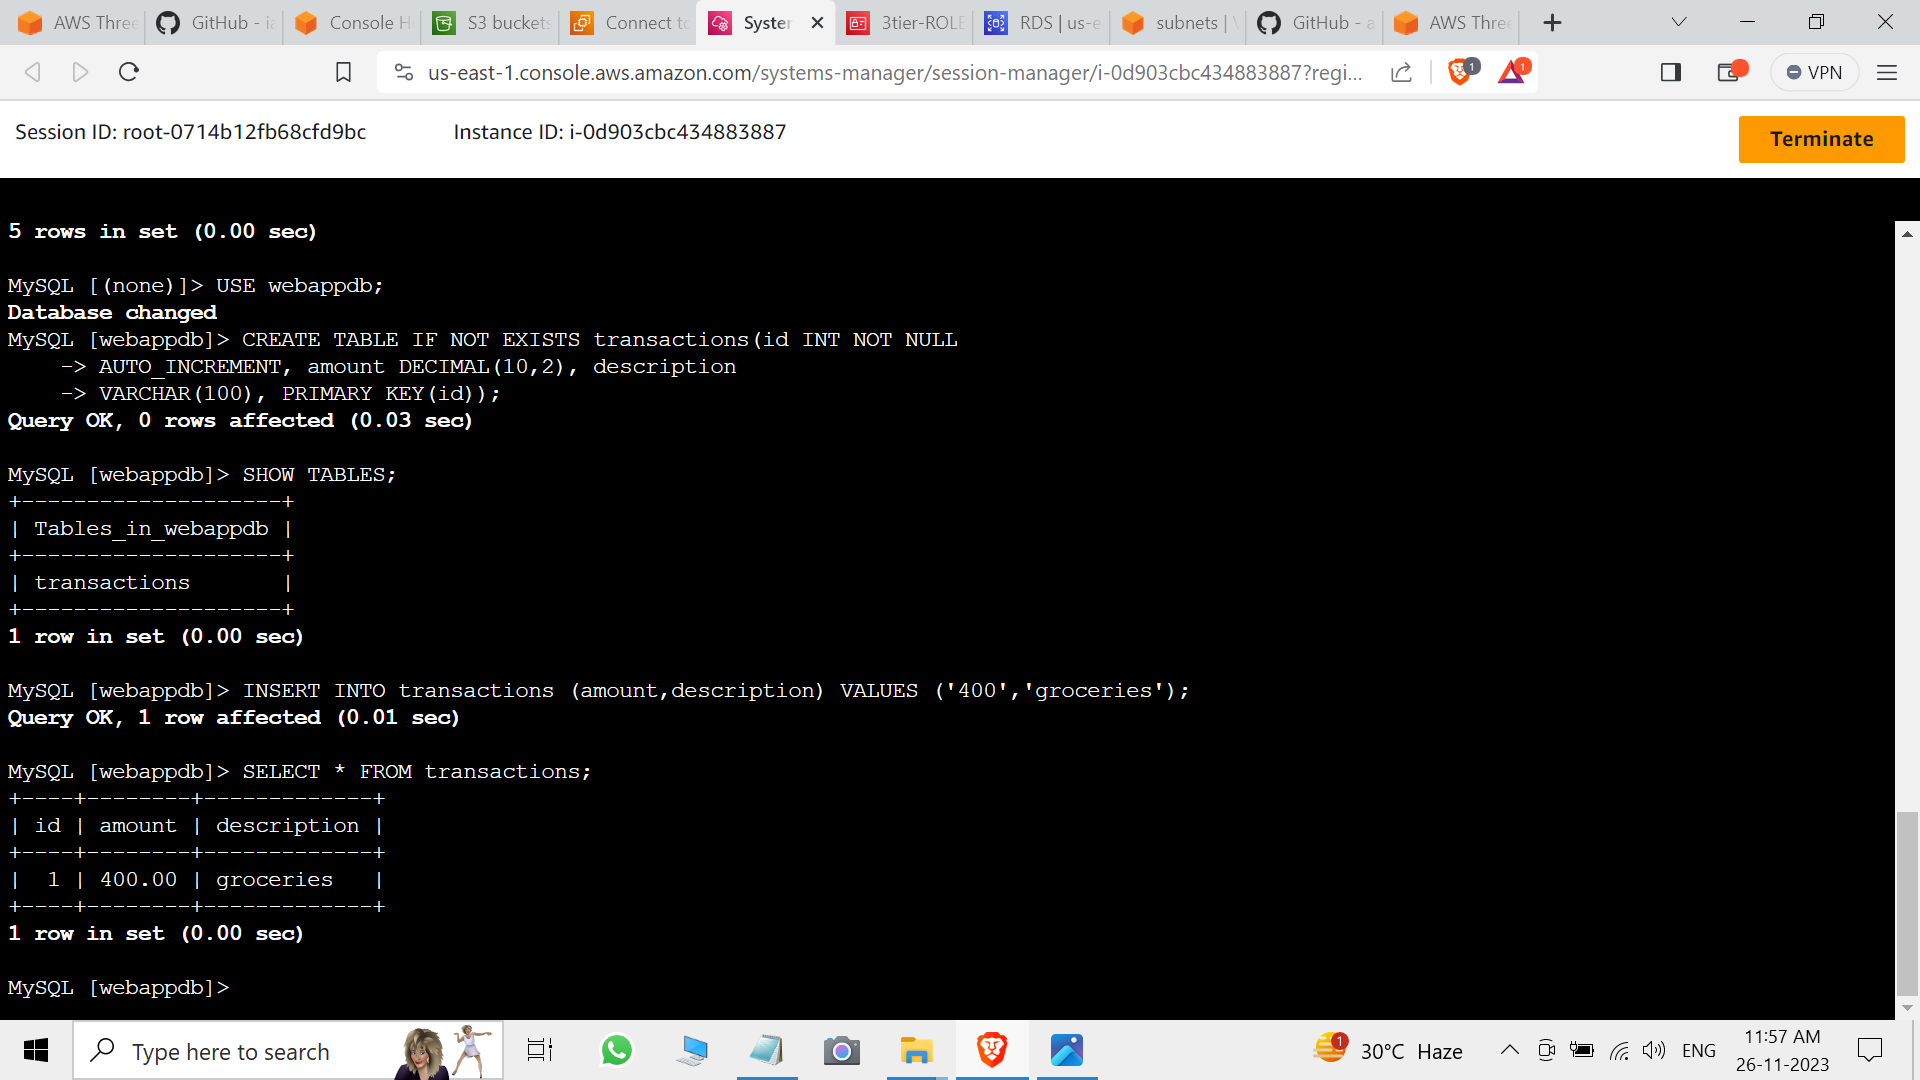 AWS Three
GitHub - ia
Console H
S3 buckets
Connect to
System
3tier-ROLE
RDS | us-e
subnets | V
GitHub - a
AWS Three
us-east-1.console.aws.amazon.com/systems-manager/session-manager/i-0d903cbc434883887?regi...
1
1
VPN
Session ID: root-0714b12fb68cfd9bc
Instance ID: i-0d903cbc434883887
Terminate
5 rows in set (0.00 sec)
MySQL [(none)]> USE webappdb;
Database changed
MySQL [webappdb]> CREATE TABLE IF NOT EXISTS transactions(id INT NOT NULL
    -> AUTO_INCREMENT, amount DECIMAL(10,2), description
    -> VARCHAR(100), PRIMARY KEY(id));
Query OK, 0 rows affected (0.03 sec)
MySQL [webappdb]> SHOW TABLES;
+--------------------+
| Tables_in_webappdb |
+--------------------+
| transactions       |
+--------------------+
1 row in set (0.00 sec)
MySQL [webappdb]> INSERT INTO transactions (amount,description) VALUES ('400','groceries');
Query OK, 1 row affected (0.01 sec)
MySQL [webappdb]> SELECT * FROM transactions;
+----+--------+-------------+
| id | amount | description |
+----+--------+-------------+
|  1 | 400.00 | groceries   |
+----+--------+-------------+
1 row in set (0.00 sec)
MySQL [webappdb]>
Type here to search
1
30°C Haze
ENG
11:57 AM
26-11-2023